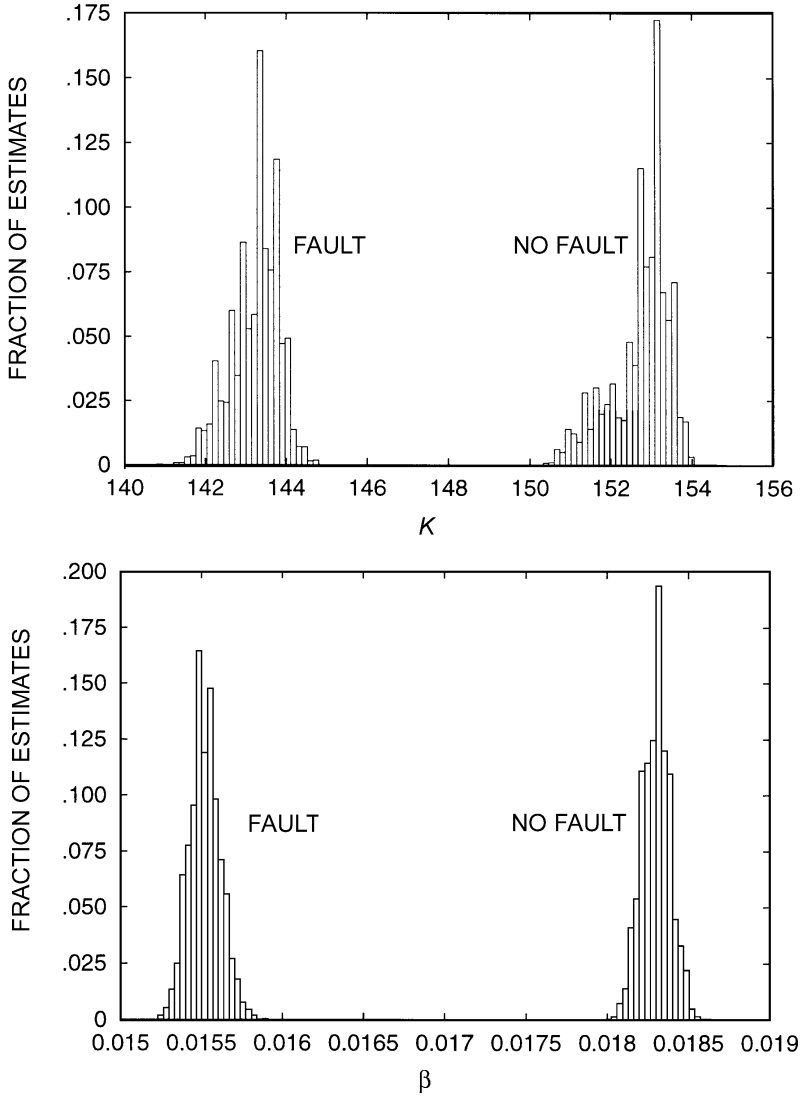 FRACTION OF ESTIMATES
.175
.150
.125
.100
.075
.050
.025
0
FAULT
NO FAULT
140 142 144 146 148 150 152 154 156
K
FRACTION OF ESTIMATES
.200
.175
.150
.125
.100
.075
.050
.025
0
FAULT
NO FAULT
0.015 0.0155 0.016 0.0165 0.017 0.0175 0.018 0.0185 0.019
β